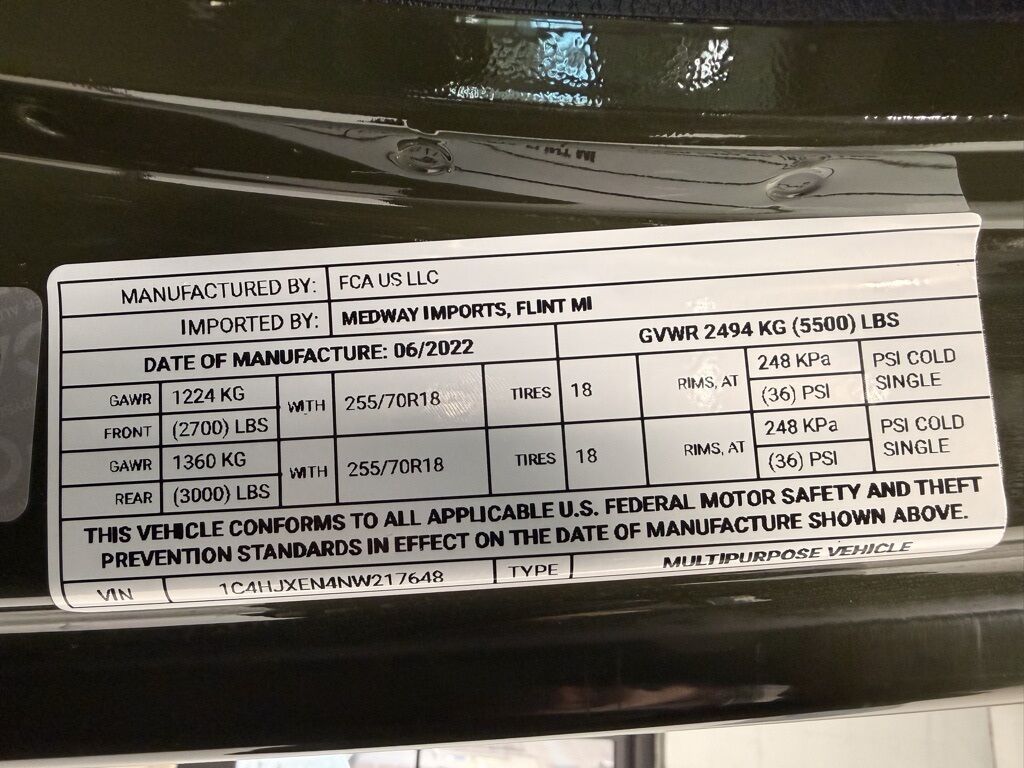 MANUFACTURED BY: FCA US LLC
IMPORTED BY: MEDWAY IMPORTS, FLINT MI
DATE OF MANUFACTURE: 06/2022 GVWR 2494 KG (5500) LBS
GAWR 1224 KG WITH 255/70R18 TIRES 18 RIMS, AT 248 KPa PSI COLD
FRONT (2700) LBS (36) PSI SINGLE
GAWR 1360 KG WITH 255/70R18 TIRES 18 RIMS, AT 248 KPa PSI COLD
REAR (3000) LBS (36) PSI SINGLE
THIS VEHICLE CONFORMS TO ALL APPLICABLE U.S. FEDERAL MOTOR SAFETY AND THEFT
PREVENTION STANDARDS IN EFFECT ON THE DATE OF MANUFACTURE SHOWN ABOVE.
VIN 1C4HJXEN4NW217648 TYPE MULTIPURPOSE VEHICLE